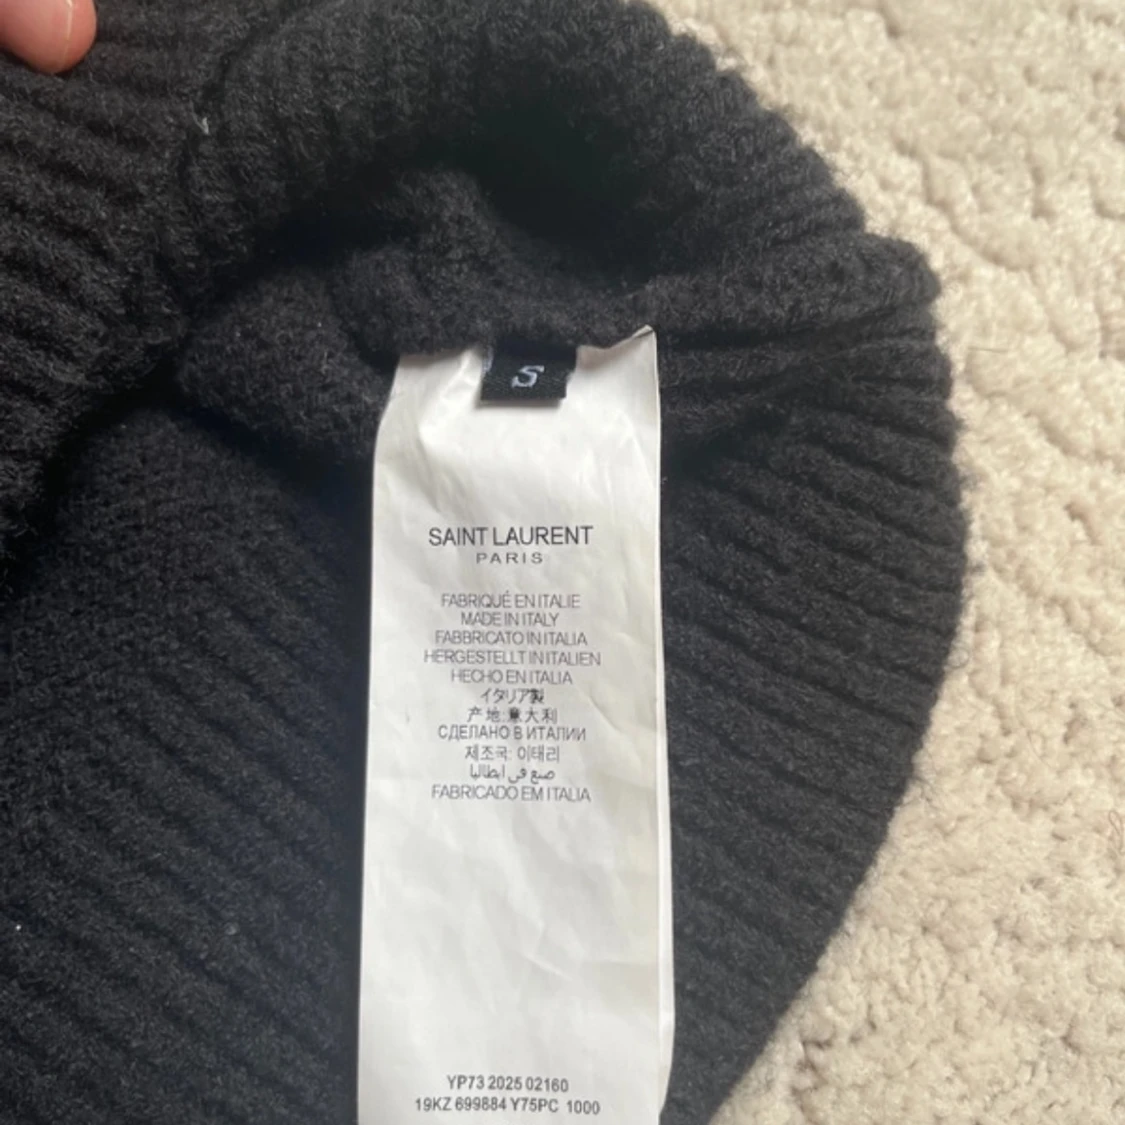 S
SAINT LAURENT
PARIS
FABRIQUÉ EN ITALIE
MADE IN ITALY
FABBRICATO IN ITALIA
HERGESTELLT IN ITALIEN
HECHO EN ITALIA
イタリア製
产地:意大利
СДЕЛАНО В ИТАЛИИ
제조국: 이태리
صنع في ايطاليا
FABRICADO EM ITALIA
YP73 2025 02160
19KZ 699884 Y75PC 1000